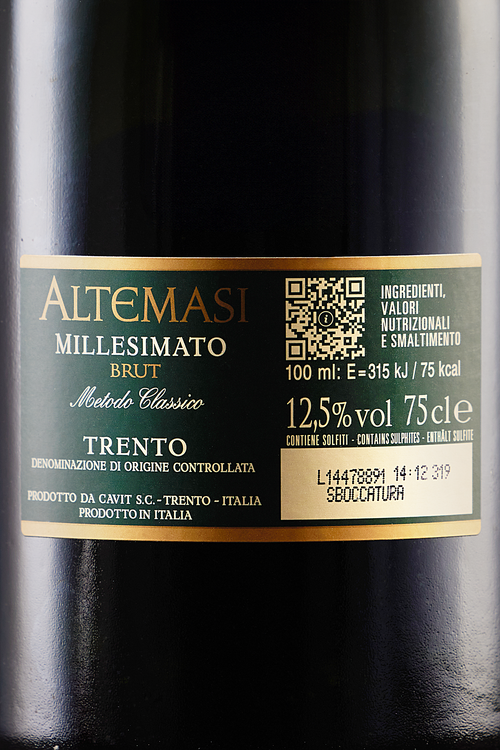 ALTEMASI
MILLESIMATO
BRUT
Metodo Classico
TRENTO
DENOMINAZIONE DI ORIGINE CONTROLLATA
PRODOTTO DA CAVIT S.C. - TRENTO - ITALIA
PRODOTTO IN ITALIA
INGREDIENTI,
VALORI
NUTRIZIONALI
E SMALTIMENTO
100 ml: E=315 kJ / 75 kcal
12,5% vol 75cl e
CONTIENE SOLFITI - CONTAINS SULPHITES - ENTHÄLT SULFITE
L14478891 14:12 319
SBOCCATURA